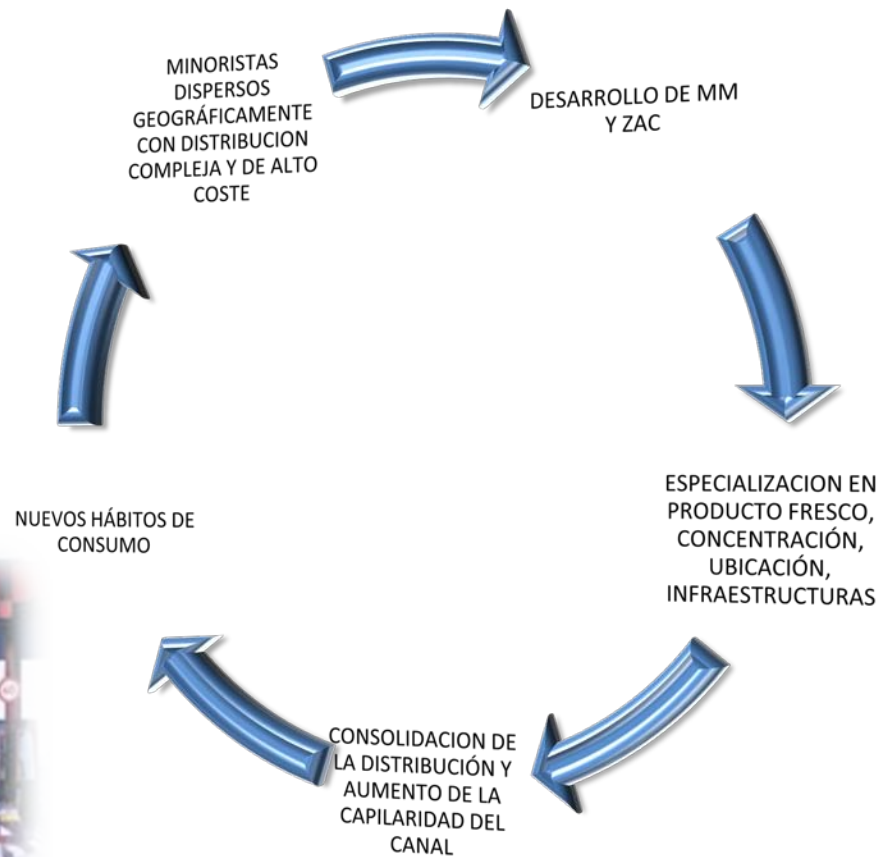 MINORISTAS
DISPERSOS
GEOGRÁFICAMENTE
CON DISTRIBUCION
COMPLEJA Y DE ALTO
COSTE
DESARROLLO DE MM
Y ZAC
ESPECIALIZACION EN
PRODUCTO FRESCO,
CONCENTRACIÓN,
UBICACIÓN,
INFRAESTRUCTURAS
CONSOLIDACION DE
LA DISTRIBUCIÓN Y
AUMENTO DE LA
CAPILARIDAD DEL
CANAL
NUEVOS HÁBITOS DE
CONSUMO